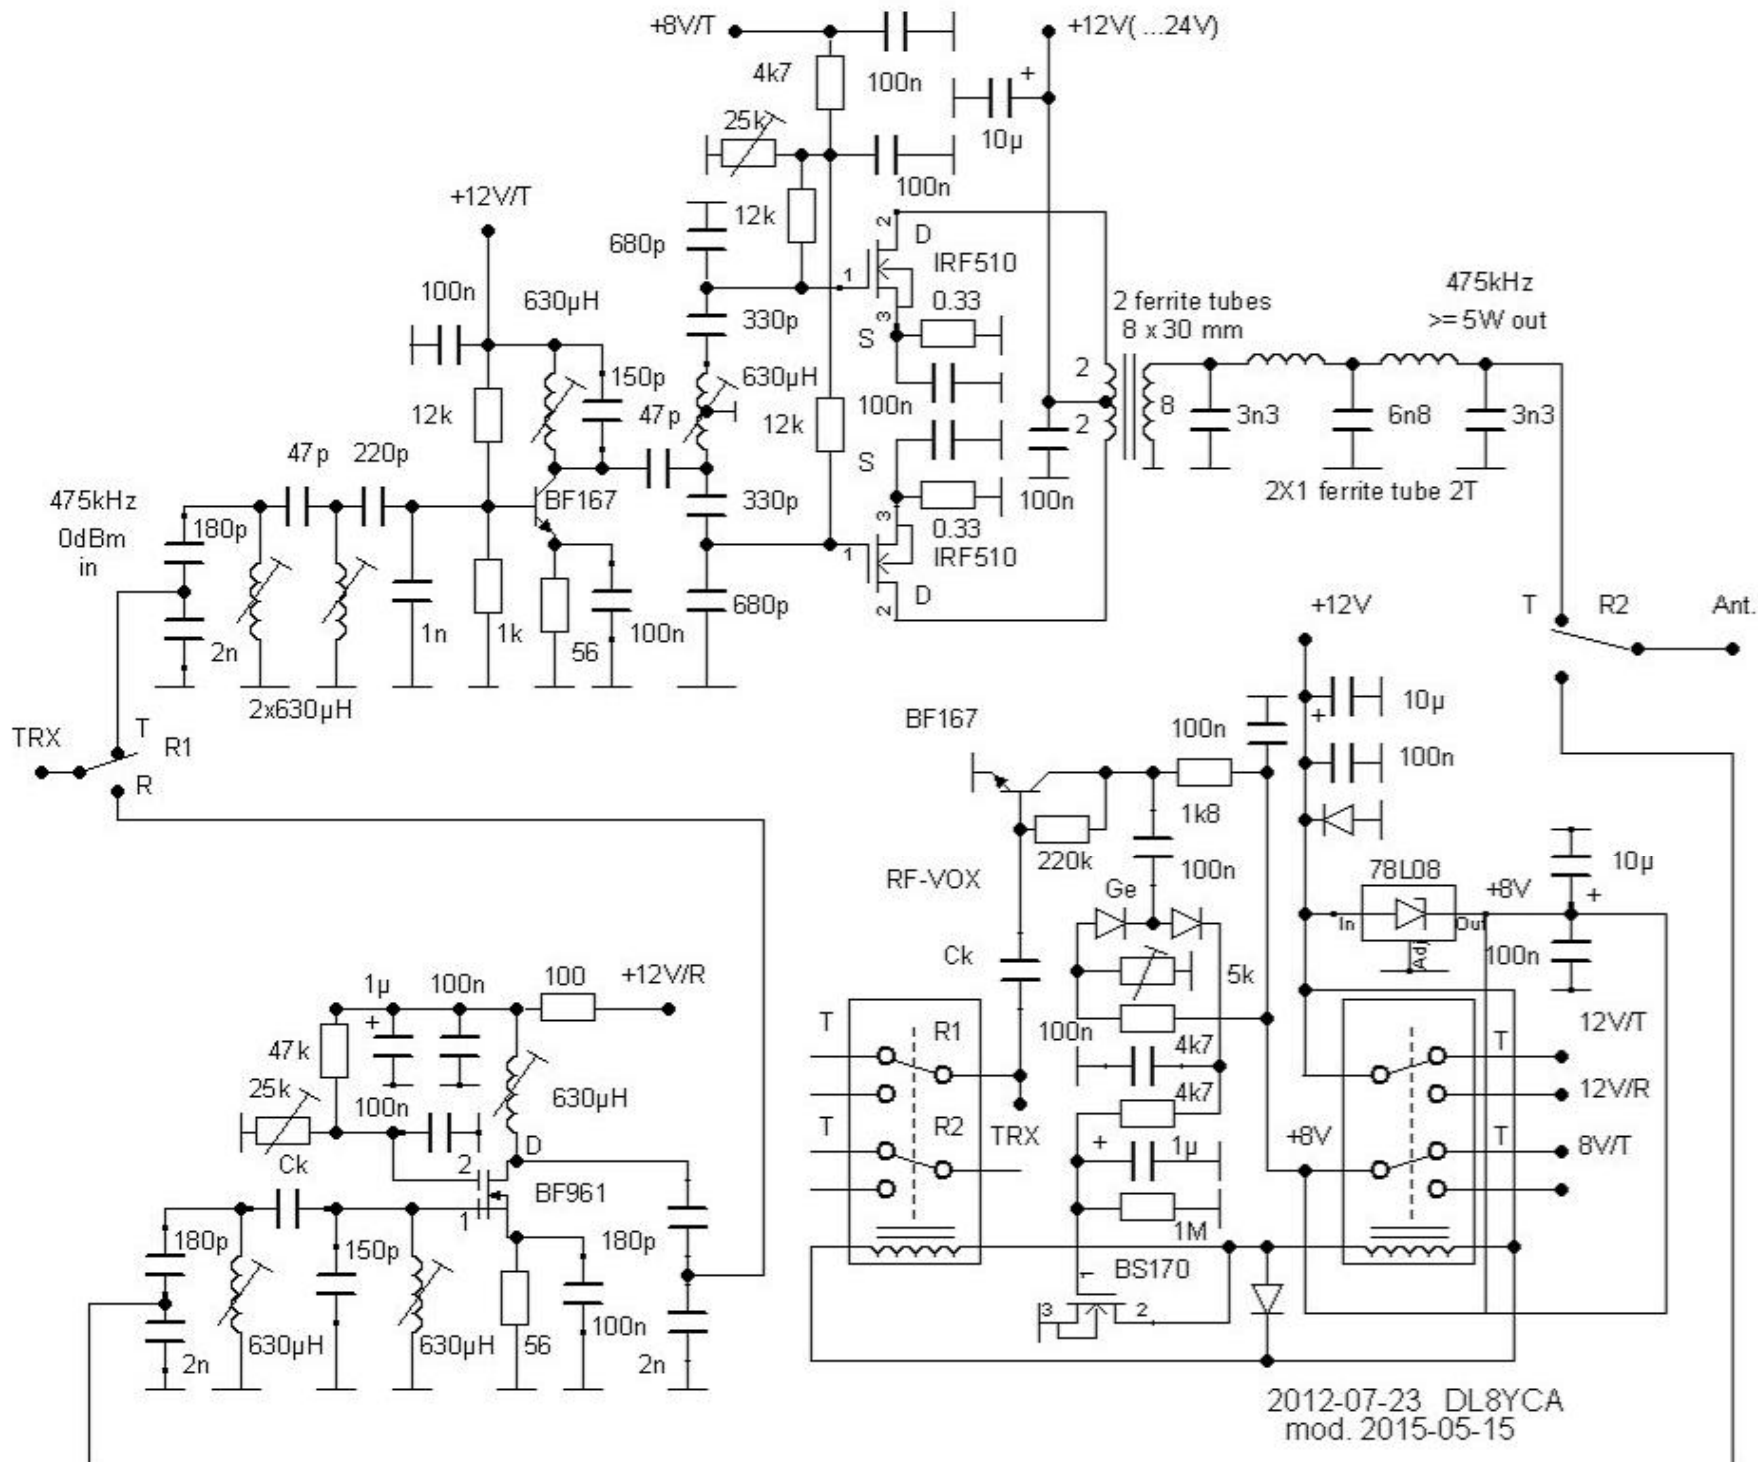 +8V/T
+12V( ...24V)
4k7
100n
+
10µ
25k
100n
+12V/T
12k
680p
2
D
1
IRF510
100n
630µH
330p
3
0.33
S
2 ferrite tubes
8 x 30 mm
475kHz
>= 5W out
150p
630µH
2
12k
47p
100n
12k
2
8
3n3
6n8
3n3
47p
220p
S
475kHz
0dBm
in
180p
BF167
330p
3
0.33
100n
2X1 ferrite tube 2T
1
IRF510
2n
1n
1k
56
100n
680p
2
D
+12V
T
R2
Ant.
2x630µH
TRX
T
R1
R
BF167
100n
+
10µ
100n
1k8
220k
100n
RF-VOX
Ge
78L08
+8V
10µ
+
In
Out
Adj
100n
Ck
5k
1µ
100n
100
+12V/R
+
47k
T
R1
100n
4k7
T
12V/T
25k
100n
630µH
4k7
12V/R
D
T
R2
TRX
+
1µ
+8V
T
8V/T
Ck
2
BF961
1
180p
150p
180p
1M
1
BS170
3
2
630µH
630µH
56
100n
2n
2n
2012-07-23 DL8YCA
mod. 2015-05-15